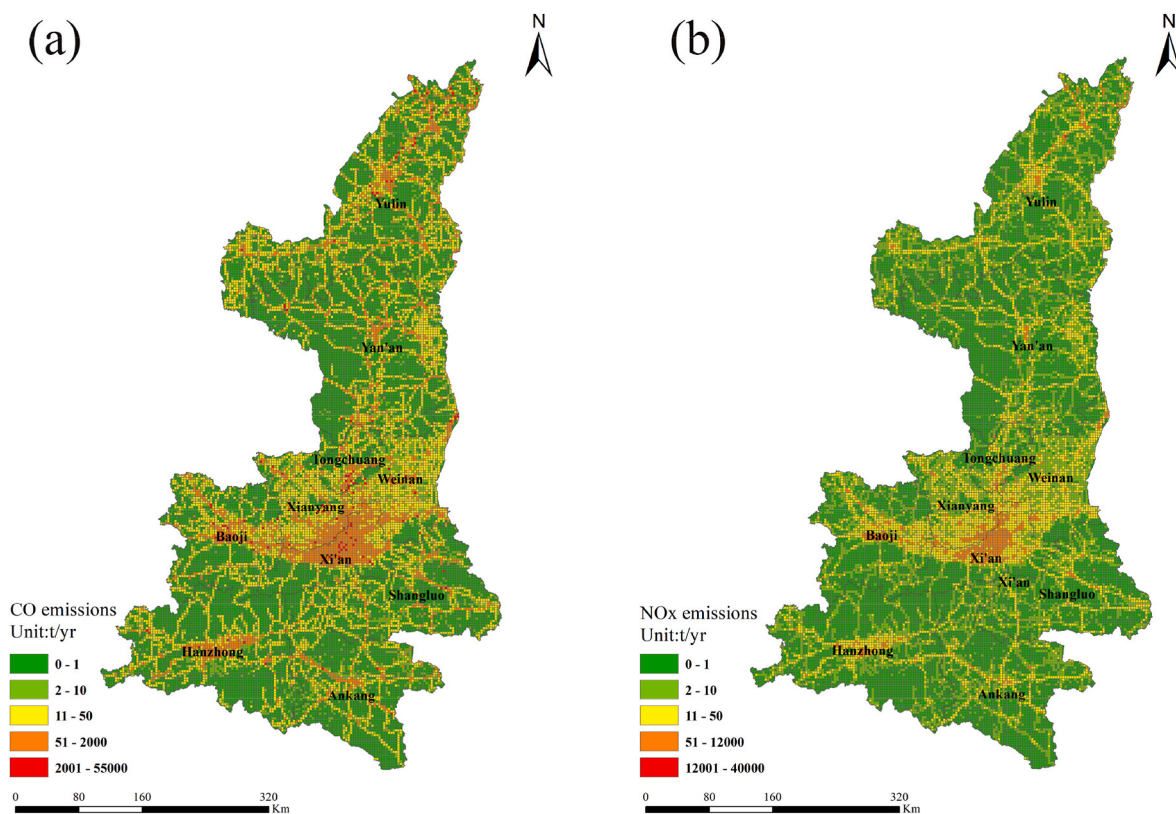 (a)
N
Yulin
Yan'an
Tongchuang
Weinan
Xianyang
Baoji
Xi'an
Shangluo
Hanzhong
Ankang
CO emissions
Unit:t/yr
0 - 1
2 - 10
11 - 50
51 - 2000
2001 - 55000
0 80 160 320
Km
(b)
N
Yulin
Yan'an
Tongchuang
Weinan
Xianyang
Baoji
Xi'an
Xi'an
Shangluo
Hanzhong
Ankang
NOx emissions
Unit:t/yr
0 - 1
2 - 10
11 - 50
51 - 12000
12001 - 40000
0 80 160 320
Km